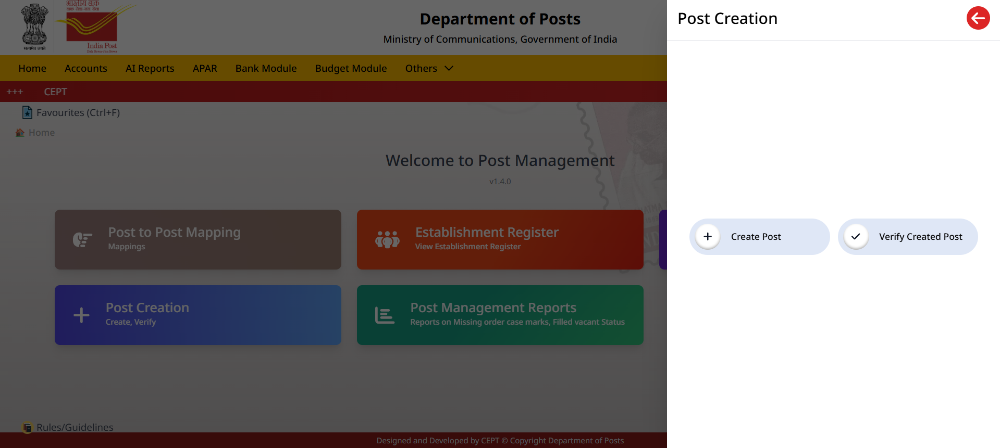 भारतीय डाक
डाक सेवा-जन सेवा
सत्यमेव जयते
India Post
Dak Sewa-Jan Sewa
Department of Posts
Ministry of Communications, Government of India
Post Creation
Home
Accounts
AI Reports
APAR
Bank Module
Budget Module
Others
+++ CEPT
Favourites (Ctrl+F)
Home
Welcome to Post Management
v1.4.0
Post to Post Mapping
Mappings
Establishment Register
View Establishment Register
Create Post
Verify Created Post
Post Creation
Create, Verify
Post Management Reports
Reports on Missing order case marks, Filled vacant Status
Rules/Guidelines
Designed and Developed by CEPT © Copyright Department of Posts